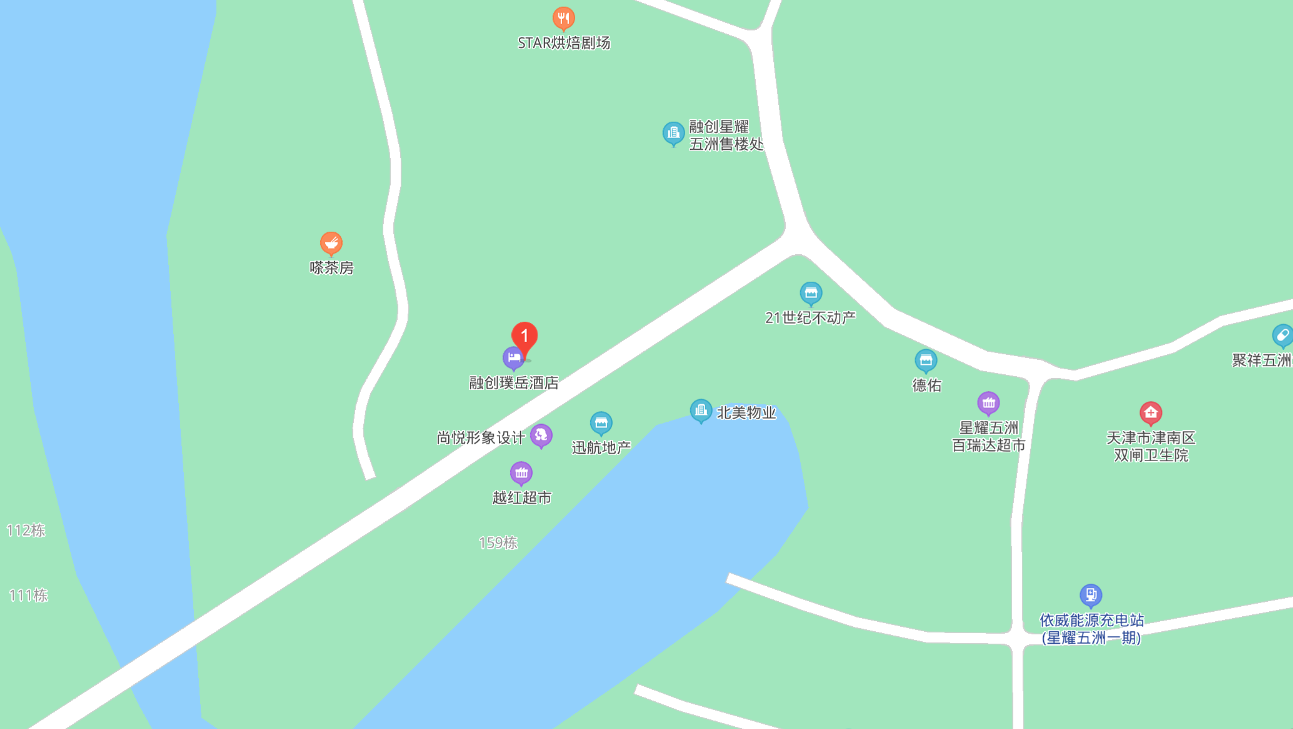 STAR烘焙剧场
融创星耀
五洲售楼处
嗏茶房
21世纪不动产
1
聚祥五洲
融创璞岳酒店
德佑
北美物业
星耀五洲
百瑞达超市
天津市津南区
双闸卫生院
尚悦形象设计
迅航地产
越红超市
112栋
159栋
111栋
依威能源充电站
(星耀五洲一期)